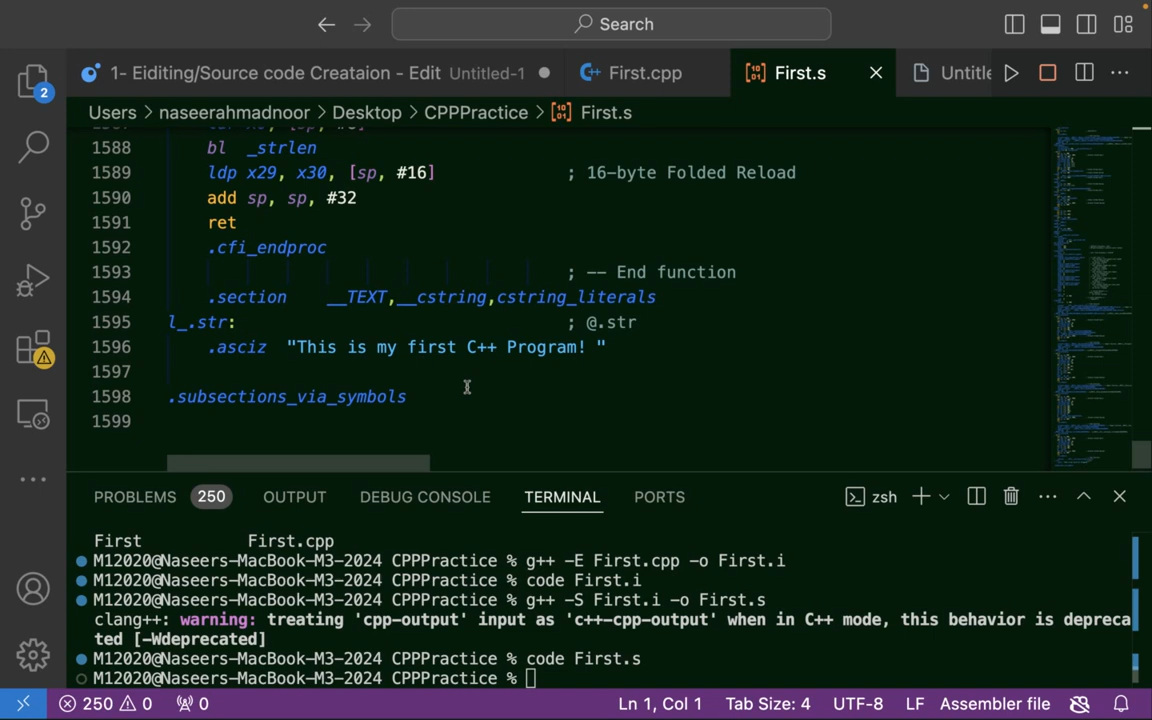 Search
1- Eiditing/Source code Creataion - Edit Untitled-1 First.cpp First.s Untitle
Users > naseerahmadnoor > Desktop > CPPPractice > First.s
1588 bl _strlen
1589 ldp x29, x30, [sp, #16] ; 16-byte Folded Reload
1590 add sp, sp, #32
1591 ret
1592 .cfi_endproc
1593 ; -- End function
1594 .section __TEXT,__cstring,cstring_literals
1595 l_.str: ; @.str
1596 .asciz "This is my first C++ Program! "
1597
1598 .subsections_via_symbols
1599
PROBLEMS 250 OUTPUT DEBUG CONSOLE TERMINAL PORTS zsh
First First.cpp
M12020@Naseers-MacBook-M3-2024 CPPPractice % g++ -E First.cpp -o First.i
M12020@Naseers-MacBook-M3-2024 CPPPractice % code First.i
M12020@Naseers-MacBook-M3-2024 CPPPractice % g++ -S First.i -o First.s
clang++: warning: treating 'cpp-output' input as 'c++-cpp-output' when in C++ mode, this behavior is depreca
ted [-Wdeprecated]
M12020@Naseers-MacBook-M3-2024 CPPPractice % code First.s
M12020@Naseers-MacBook-M3-2024 CPPPractice %
250 0 0 Ln 1, Col 1 Tab Size: 4 UTF-8 LF Assembler file